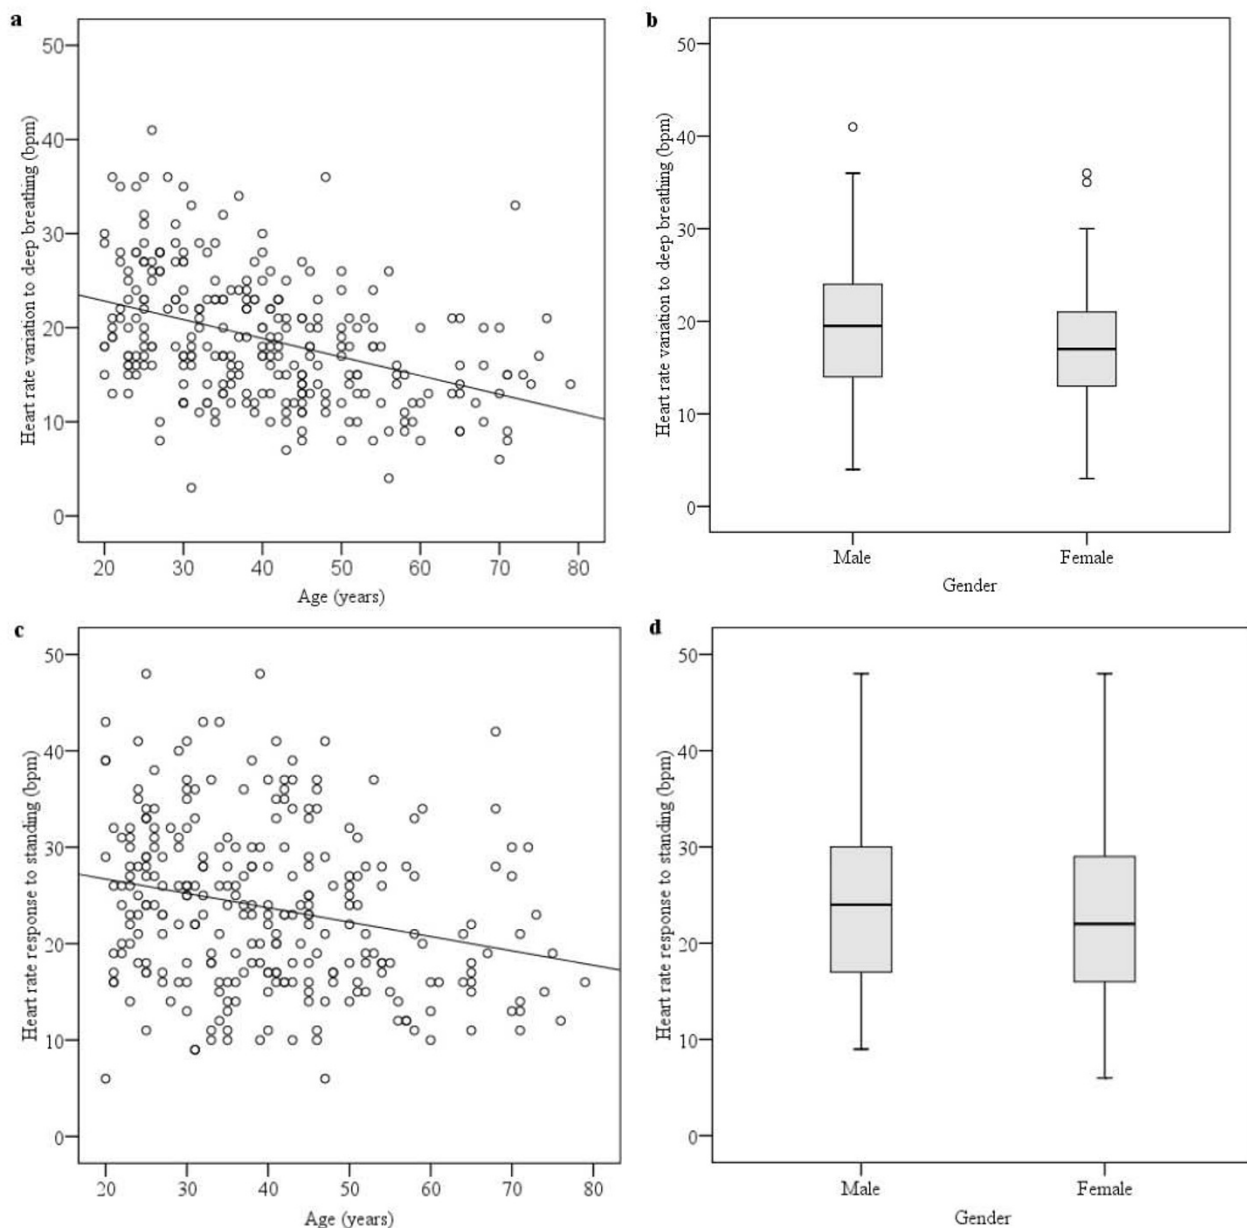 a
Heart rate variation to deep breathing (bpm)
50
40
30
20
10
0
20 30 40 50 60 70 80
Age (years)
b
Heart rate variation to deep breathing (bpm)
50
40
30
20
10
0
Male Female
Gender
c
Heart rate response to standing (bpm)
50
40
30
20
10
0
20 30 40 50 60 70 80
Age (years)
d
Heart rate response to standing (bpm)
50
40
30
20
10
0
Male Female
Gender